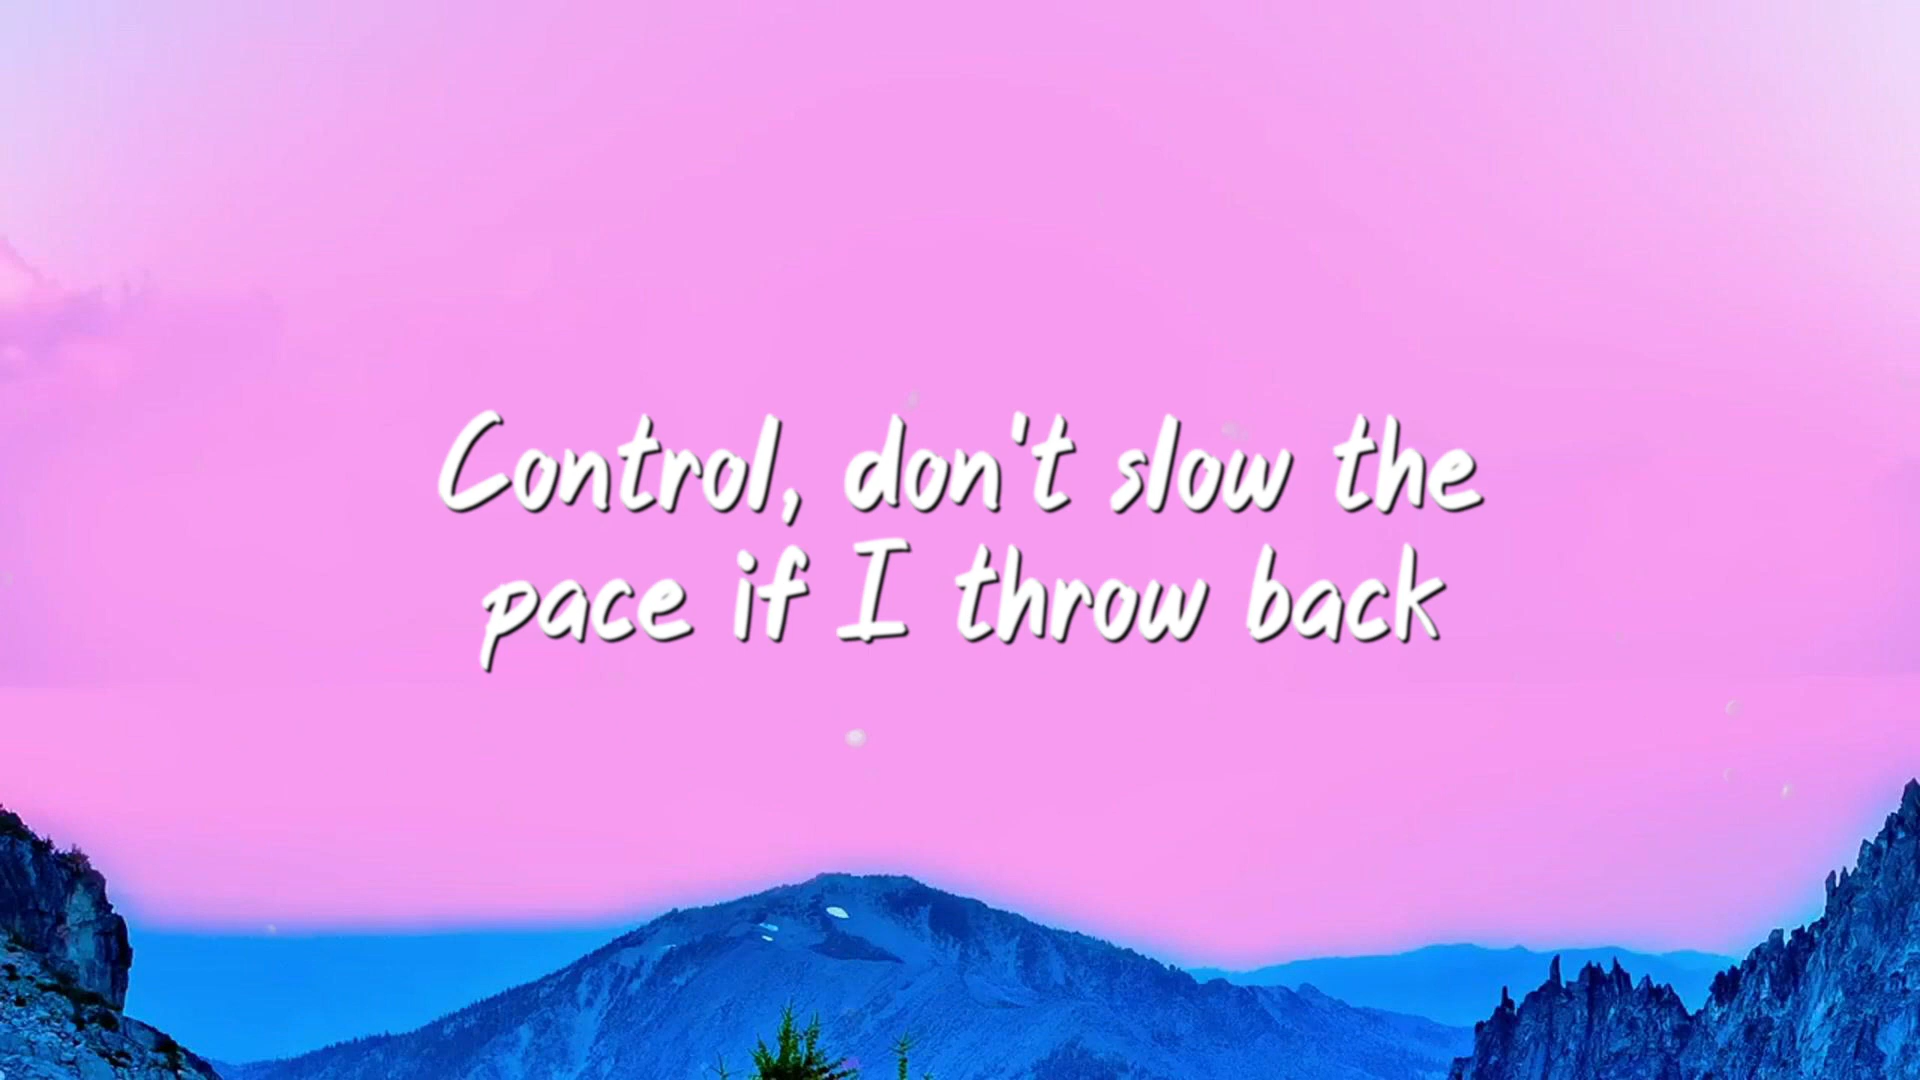 Control, don't slow the
pace if I throw back